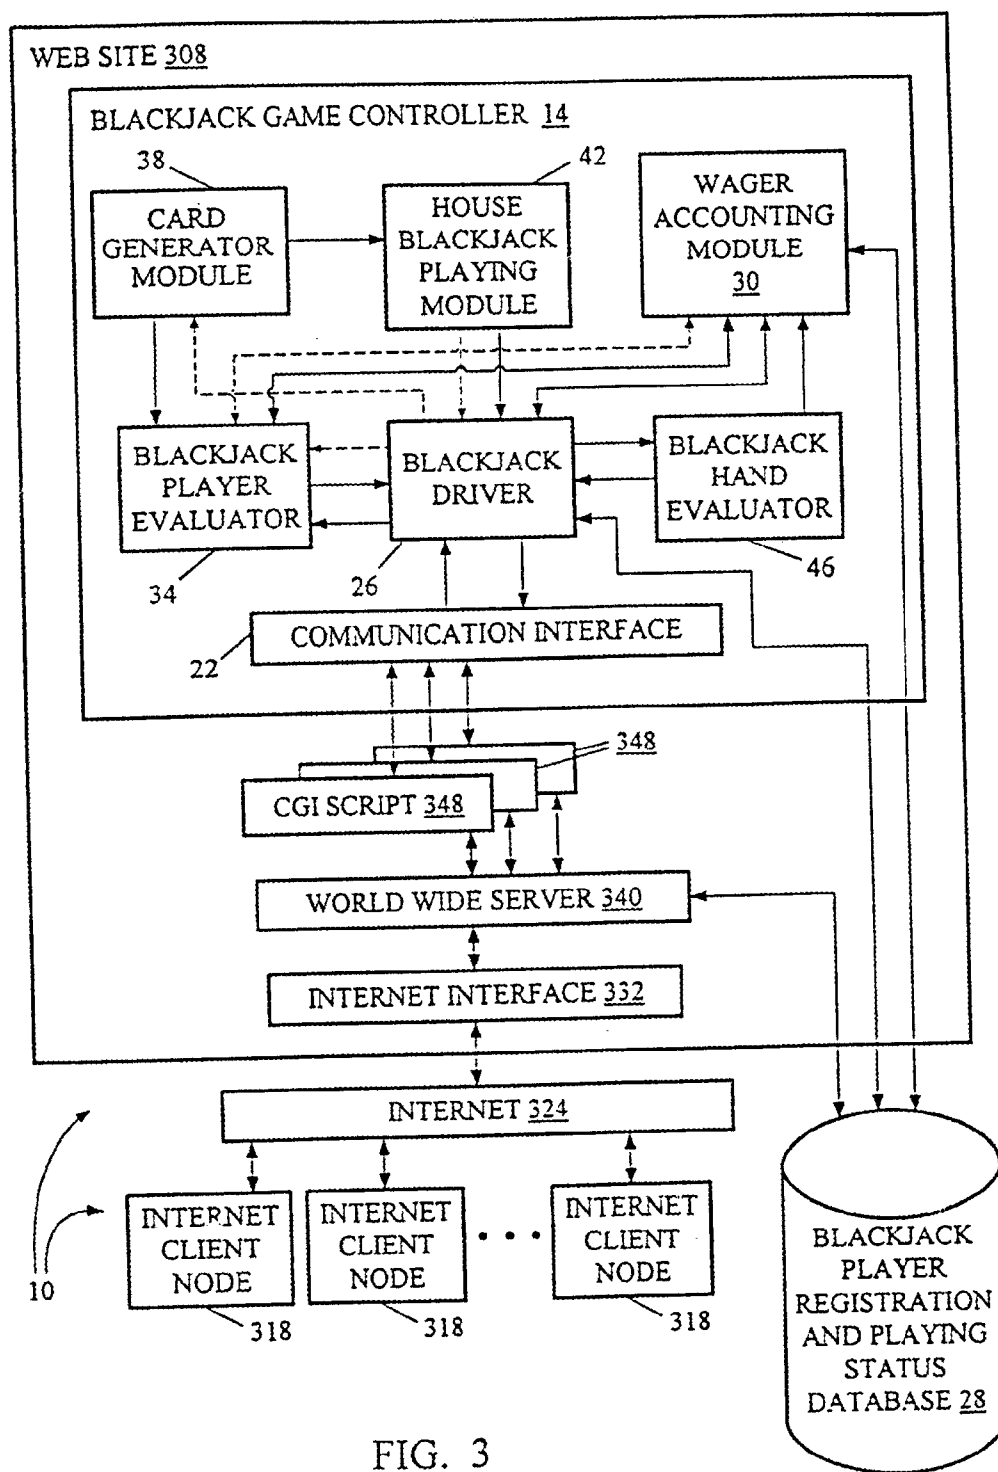 WEB SITE 308
BLACKJACK GAME CONTROLLER 14
38
42
CARD
GENERATOR
MODULE
HOUSE
BLACKJACK
PLAYING
MODULE
WAGER
ACCOUNTING
MODULE
30
BLACKJACK
PLAYER
EVALUATOR
BLACKJACK
DRIVER
BLACKJACK
HAND
EVALUATOR
34
26
46
22
COMMUNICATION INTERFACE
348
CGI SCRIPT 348
WORLD WIDE SERVER 340
INTERNET INTERFACE 332
INTERNET 324
INTERNET
CLIENT
NODE
INTERNET
CLIENT
NODE
• • •
INTERNET
CLIENT
NODE
10
318
318
318
BLACKJACK
PLAYER
REGISTRATION
AND PLAYING
STATUS
DATABASE 28
FIG. 3